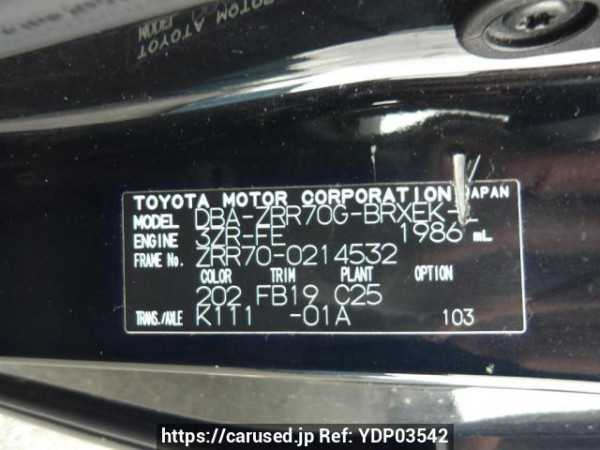 TOYOTA MOTOR CORPORATION JAPAN
MODEL DBA-ZRR70G-BRXEK-
ENGINE 3ZR-FE 1986 mL
FRAME No. ZRR70-0214532
COLOR TRIM PLANT OPTION
202 FB19 C25
TRANS./AXLE K111 -01A 103
https://carused.jp Ref: YDP03542